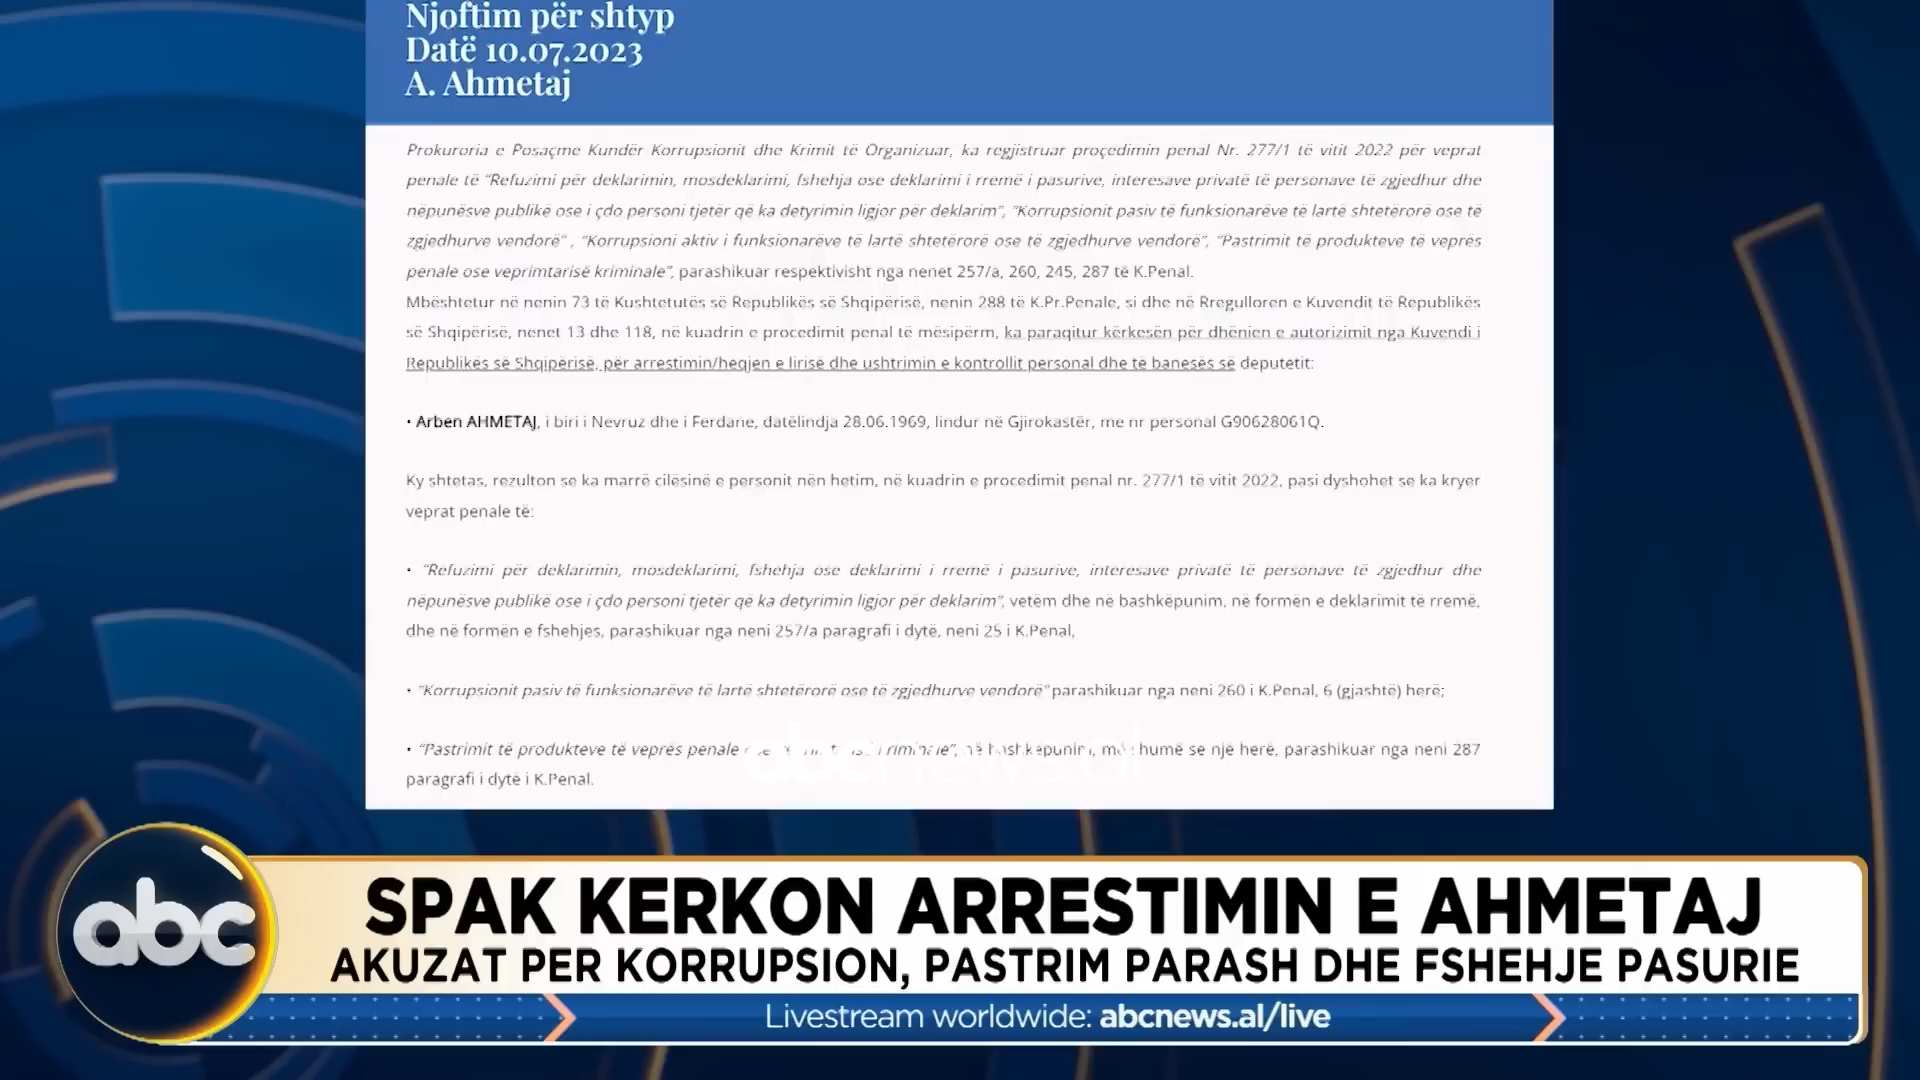 Njoftim për shtyp
Datë 10.07.2023
A. Ahmetaj
Prokuroria e Posaçme Kundër Korrupsionit dhe Krimit të Organizuar, ka regjistruar proçedimin penal Nr. 277/1 të vitit 2022 për veprat
penale të “Refuzimi për deklarimin, mosdeklarimi, fshehja ose deklarimi i rremë i pasurive, interesave privatë të personave të zgjedhur dhe
nëpunësve publikë ose i çdo personi tjetër që ka detyrimin ligjor për deklarim”, “Korrupsionit pasiv të funksionarëve të lartë shtetërorë ose të
zgjedhurve vendorë” , “Korrupsioni aktiv i funksionarëve të lartë shtetërorë ose të zgjedhurve vendorë”, “Pastrimit të produkteve të veprës
penale ose veprimtarisë kriminale”, parashikuar respektivisht nga nenet 257/a, 260, 245, 287 të K.Penal.
Mbështetur në nenin 73 të Kushtetutës së Republikës së Shqipërisë, nenin 288 të K.Pr.Penale, si dhe në Rregulloren e Kuvendit të Republikës
së Shqipërisë, nenet 13 dhe 118, në kuadrin e procedimit penal të mësipërm, ka paraqitur kërkesën për dhënien e autorizimit nga Kuvendi i
Republikës së Shqipërisë, për arrestimin/heqjen e lirisë dhe ushtrimin e kontrollit personal dhe të banesës së deputetit:
• Arben AHMETAJ, i biri i Nevruz dhe i Ferdane, datëlindja 28.06.1969, lindur në Gjirokastër, me nr personal G90628061Q.
Ky shtetas, rezulton se ka marrë cilësinë e personit nën hetim, në kuadrin e procedimit penal nr. 277/1 të vitit 2022, pasi dyshohet se ka kryer
veprat penale të:
• “Refuzimi për deklarimin, mosdeklarimi, fshehja ose deklarimi i rremë i pasurive, interesave privatë të personave të zgjedhur dhe
nëpunësve publikë ose i çdo personi tjetër që ka detyrimin ligjor për deklarim”, vetëm dhe në bashkëpunim, në formën e deklarimit të rremë,
dhe në formën e fshehjes, parashikuar nga neni 257/a paragrafi i dytë, neni 25 i K.Penal,
• “Korrupsionit pasiv të funksionarëve të lartë shtetërorë ose të zgjedhurve vendorë” parashikuar nga neni 260 i K.Penal, 6 (gjashtë) herë;
• “Pastrimit të produkteve të veprës penale në bashkëpunim, më shumë se një herë, parashikuar nga neni 287
paragrafi i dytë i K.Penal.
abcnews.al
abc
SPAK KERKON ARRESTIMIN E AHMETAJ
AKUZAT PER KORRUPSION, PASTRIM PARASH DHE FSHEHJE PASURIE
Livestream worldwide: abcnews.al/live